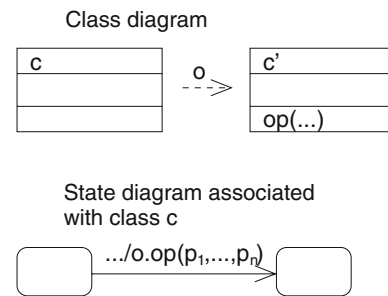 Class diagram
c
o
c'
op(...)
State diagram associated
with class c
.../o.op(p₁,...,pₙ)